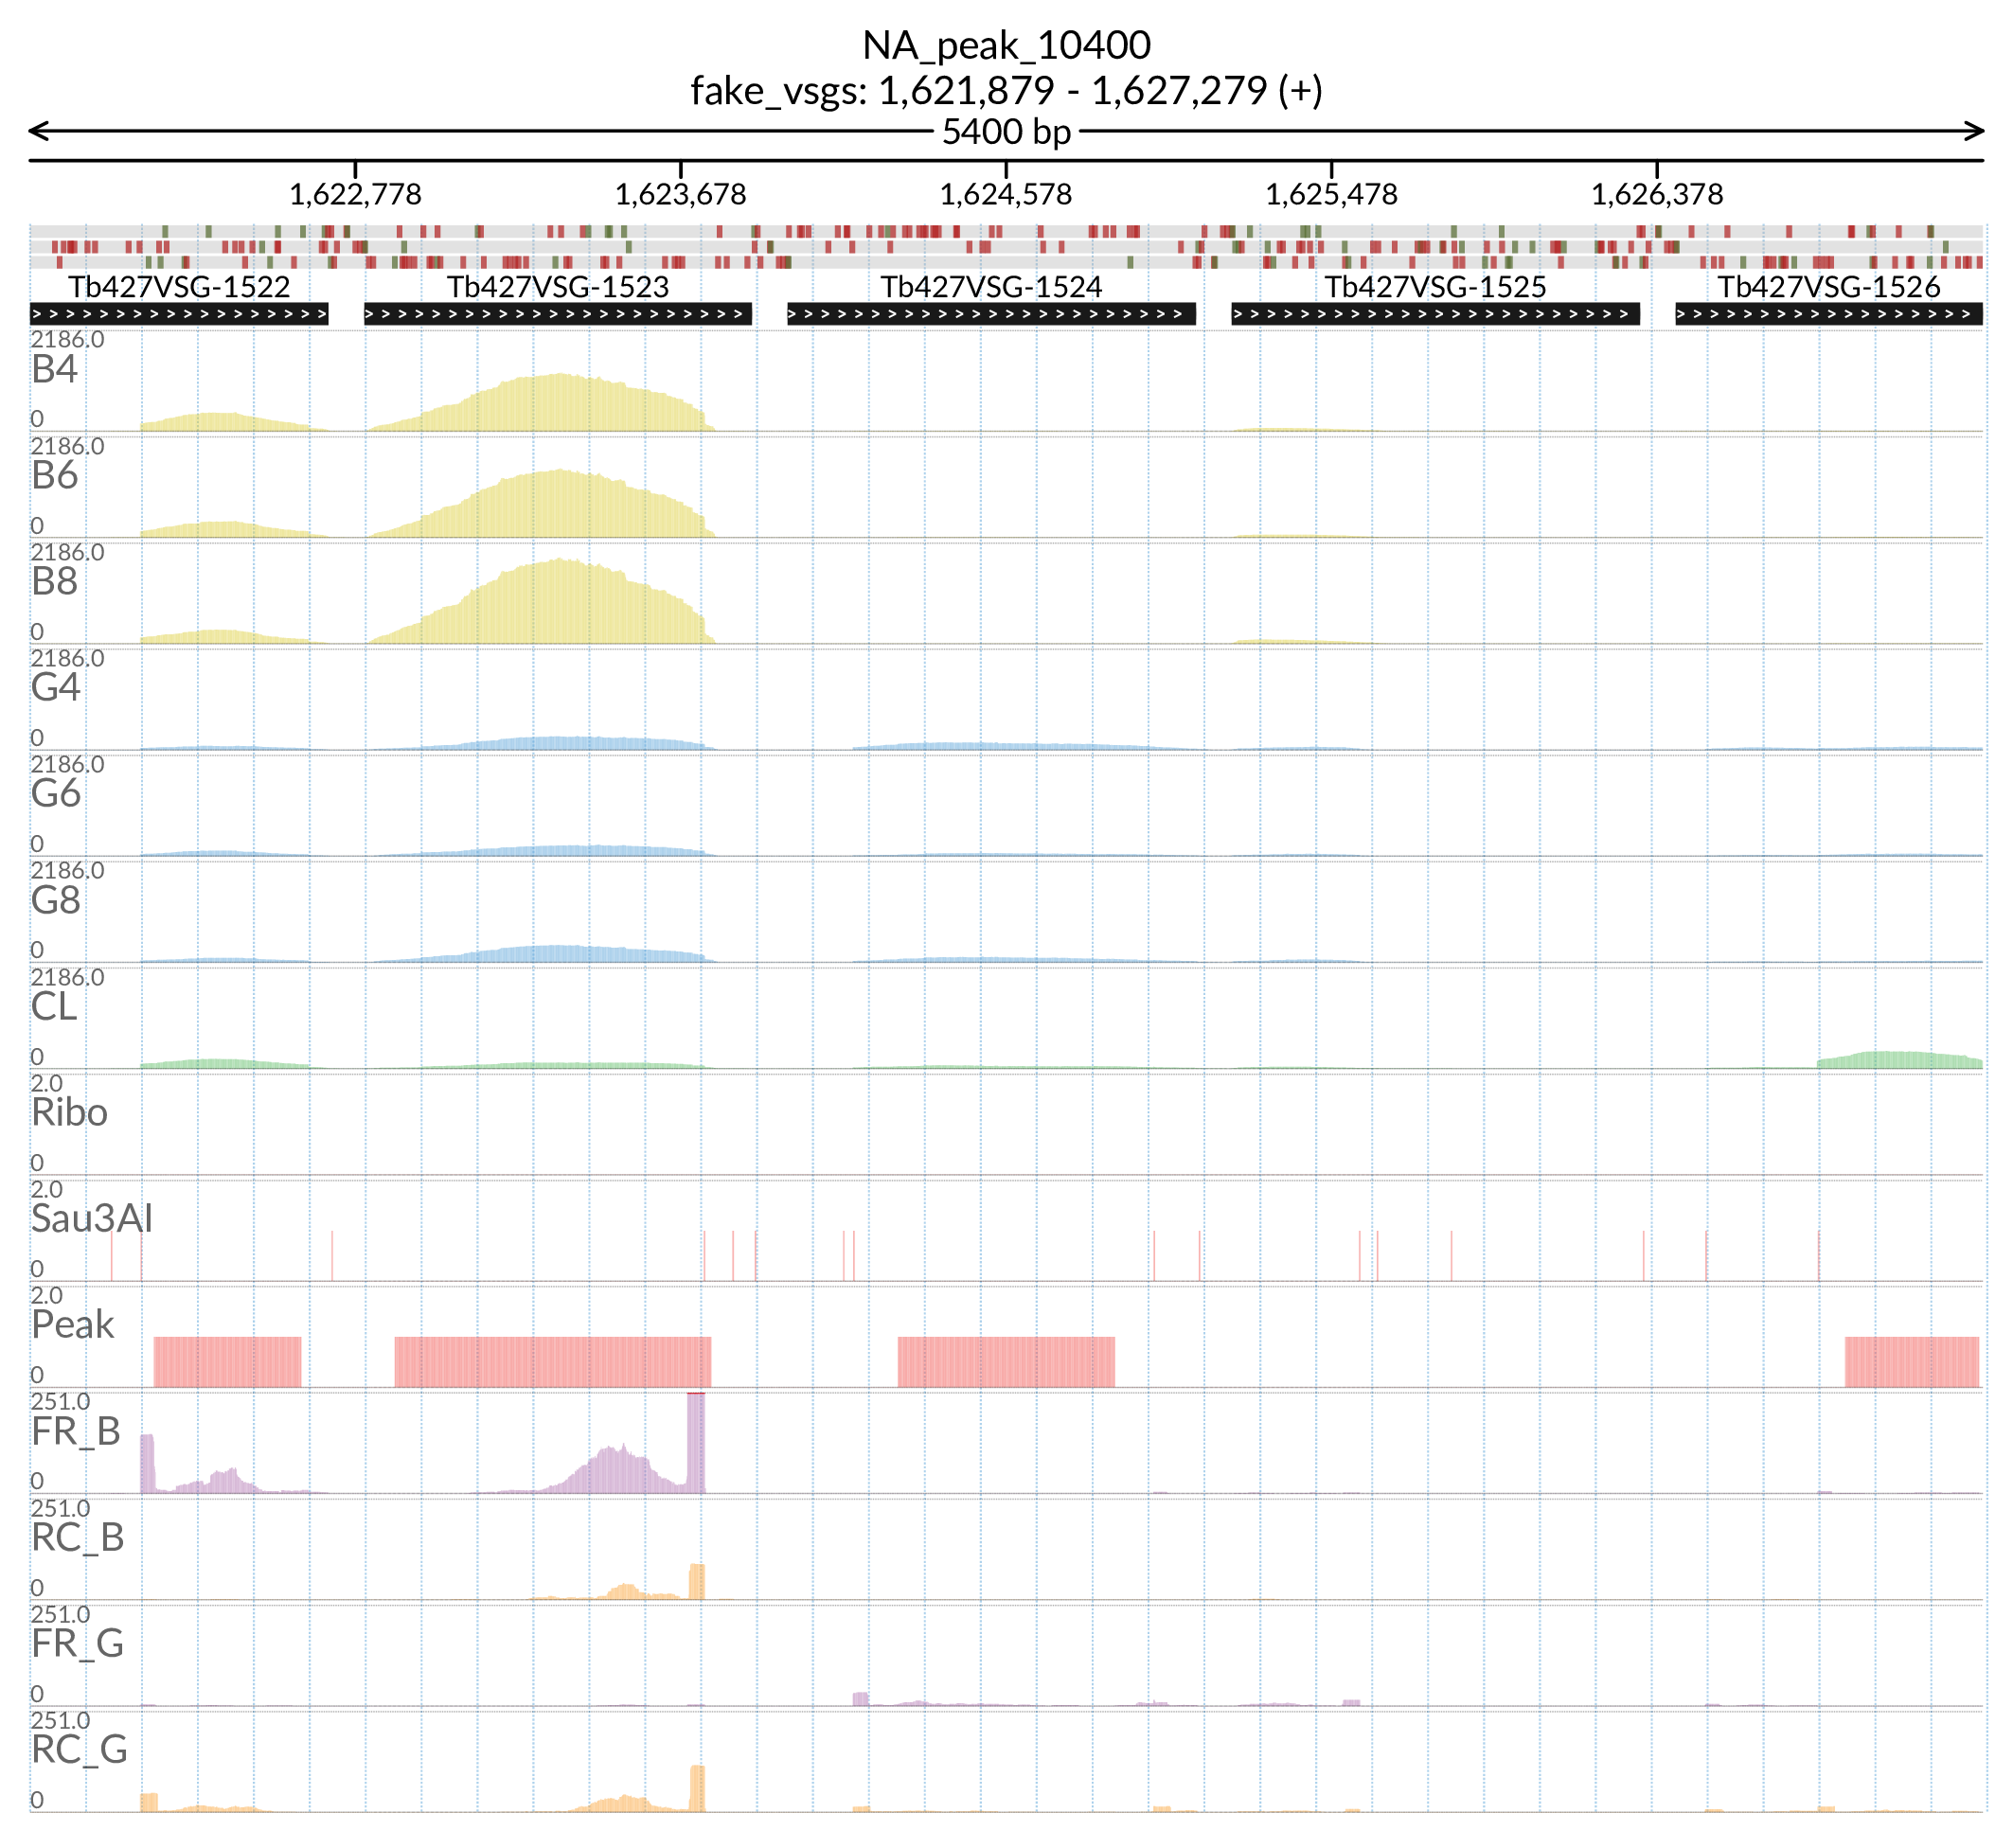 NA_peak_10400
fake_vsgs: 1,621,879 - 1,627,279 (+)
5400 bp
1,622,778 1,623,678 1,624,578 1,625,478 1,626,378
Tb427VSG-1522 Tb427VSG-1523 Tb427VSG-1524 Tb427VSG-1525 Tb427VSG-1526
2186.0
B4
0
2186.0
B6
0
2186.0
B8
0
2186.0
G4
0
2186.0
G6
0
2186.0
G8
0
2186.0
CL
0
2.0
Ribo
0
2.0
Sau3AI
0
2.0
Peak
0
251.0
FR_B
0
251.0
RC_B
0
251.0
FR_G
0
251.0
RC_G
0